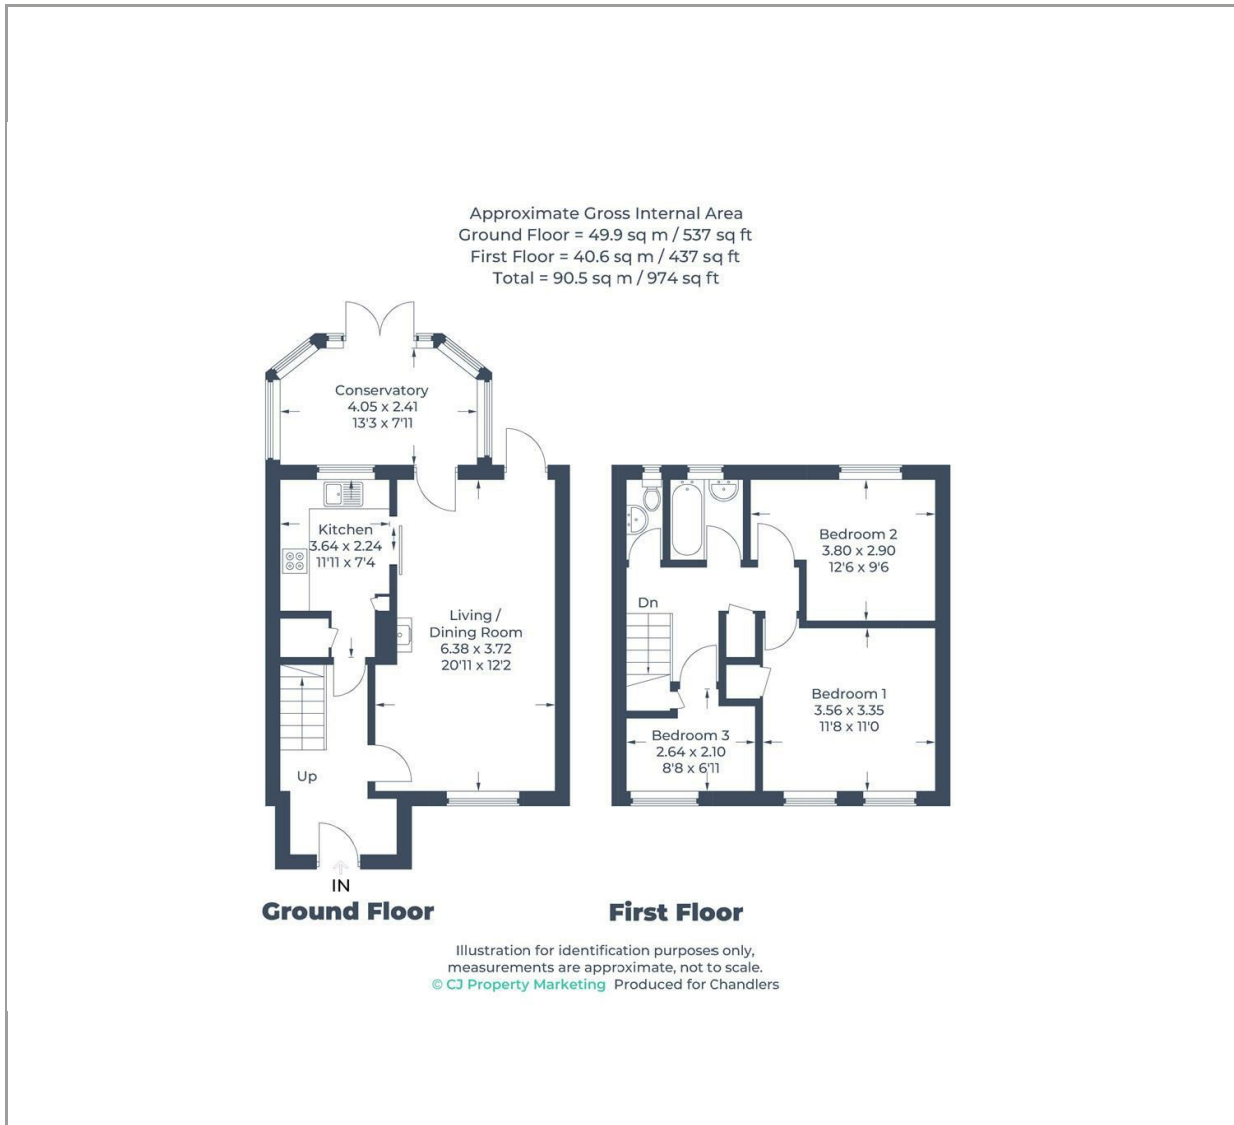 Approximate Gross Internal Area
Ground Floor = 49.9 sq m / 537 sq ft
First Floor = 40.6 sq m / 437 sq ft
Total = 90.5 sq m / 974 sq ft
Conservatory
4.05 x 2.41
13'3 x 7'11
Kitchen
3.64 x 2.24
11'11 x 7'4
Living /
Dining Room
6.38 x 3.72
20'11 x 12'2
Up
IN
Ground Floor
Bedroom 2
3.80 x 2.90
12'6 x 9'6
Dn
Bedroom 1
3.56 x 3.35
11'8 x 11'0
Bedroom 3
2.64 x 2.10
8'8 x 6'11
First Floor
Illustration for identification purposes only,
measurements are approximate, not to scale.
© CJ Property Marketing Produced for Chandlers